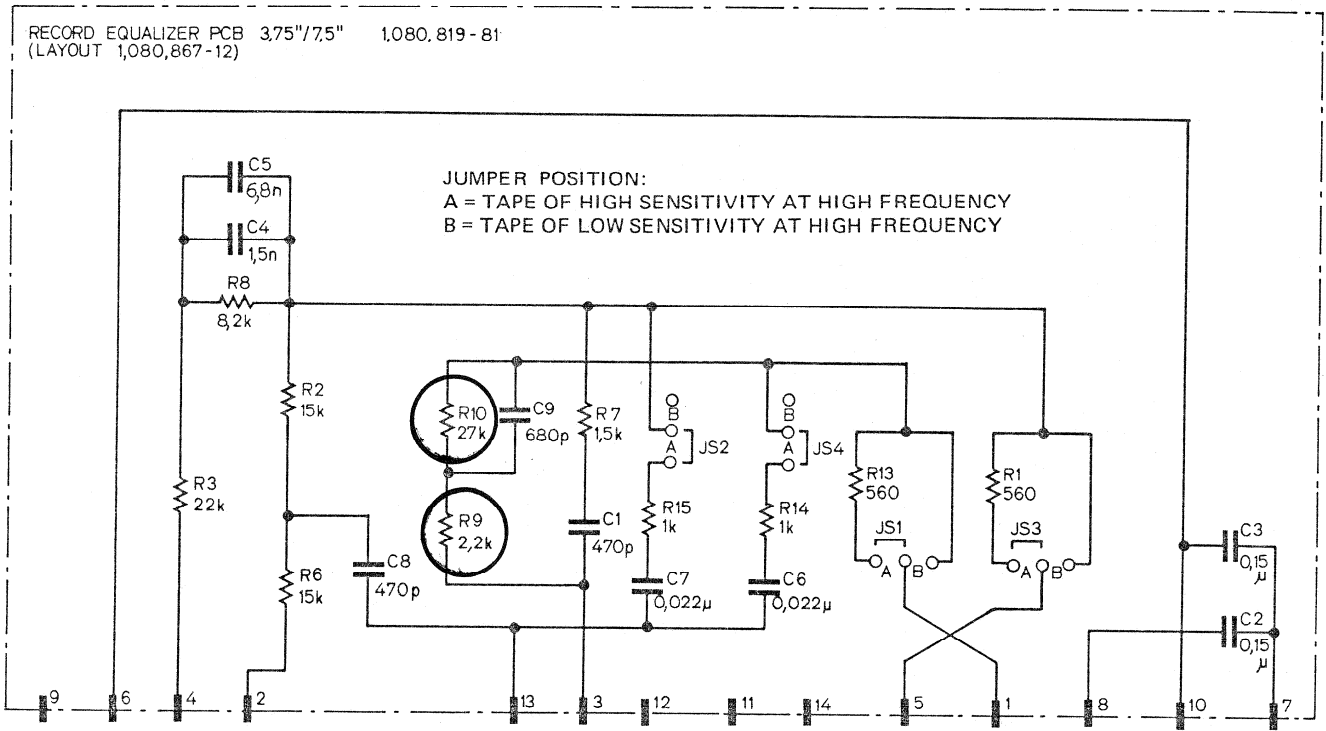 RECORD EQUALIZER PCB 3,75"/7,5" 1.080.819-81
(LAYOUT 1,080,867-12)
JUMPER POSITION:
A = TAPE OF HIGH SENSITIVITY AT HIGH FREQUENCY
B = TAPE OF LOW SENSITIVITY AT HIGH FREQUENCY
C5
6,8n
C4
1,5n
R8
8,2k
R2
15k
R10
27k
C9
680p
R7
1,5k
B
A
JS2
B
A
JS4
R3
22k
R9
2,2k
C1
470p
R15
1k
R14
1k
R13
560
R1
560
JS1
A
B
JS3
A
B
R6
15k
C8
470p
C7
0,022µ
C6
0,022µ
C3
0,15
µ
C2
0,15
µ
9
6
4
2
13
3
12
11
14
5
1
8
10
7